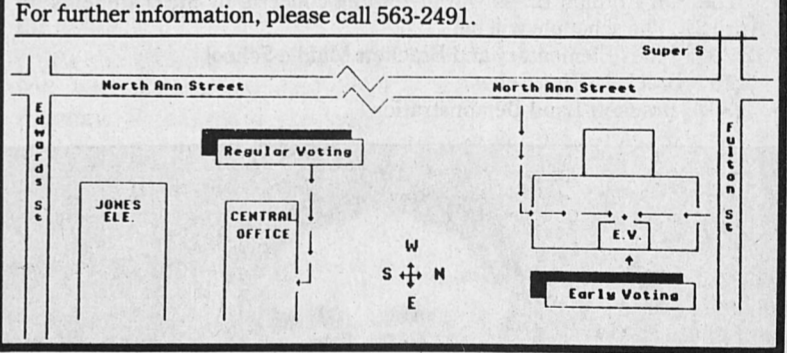 For further information, please call 563-2491.
Super S
North Ann Street
North Ann Street
Edwards St
Fulton St
Regular Voting
JONES
ELE.
CENTRAL
OFFICE
E.V.
W
S N
E
Early Voting